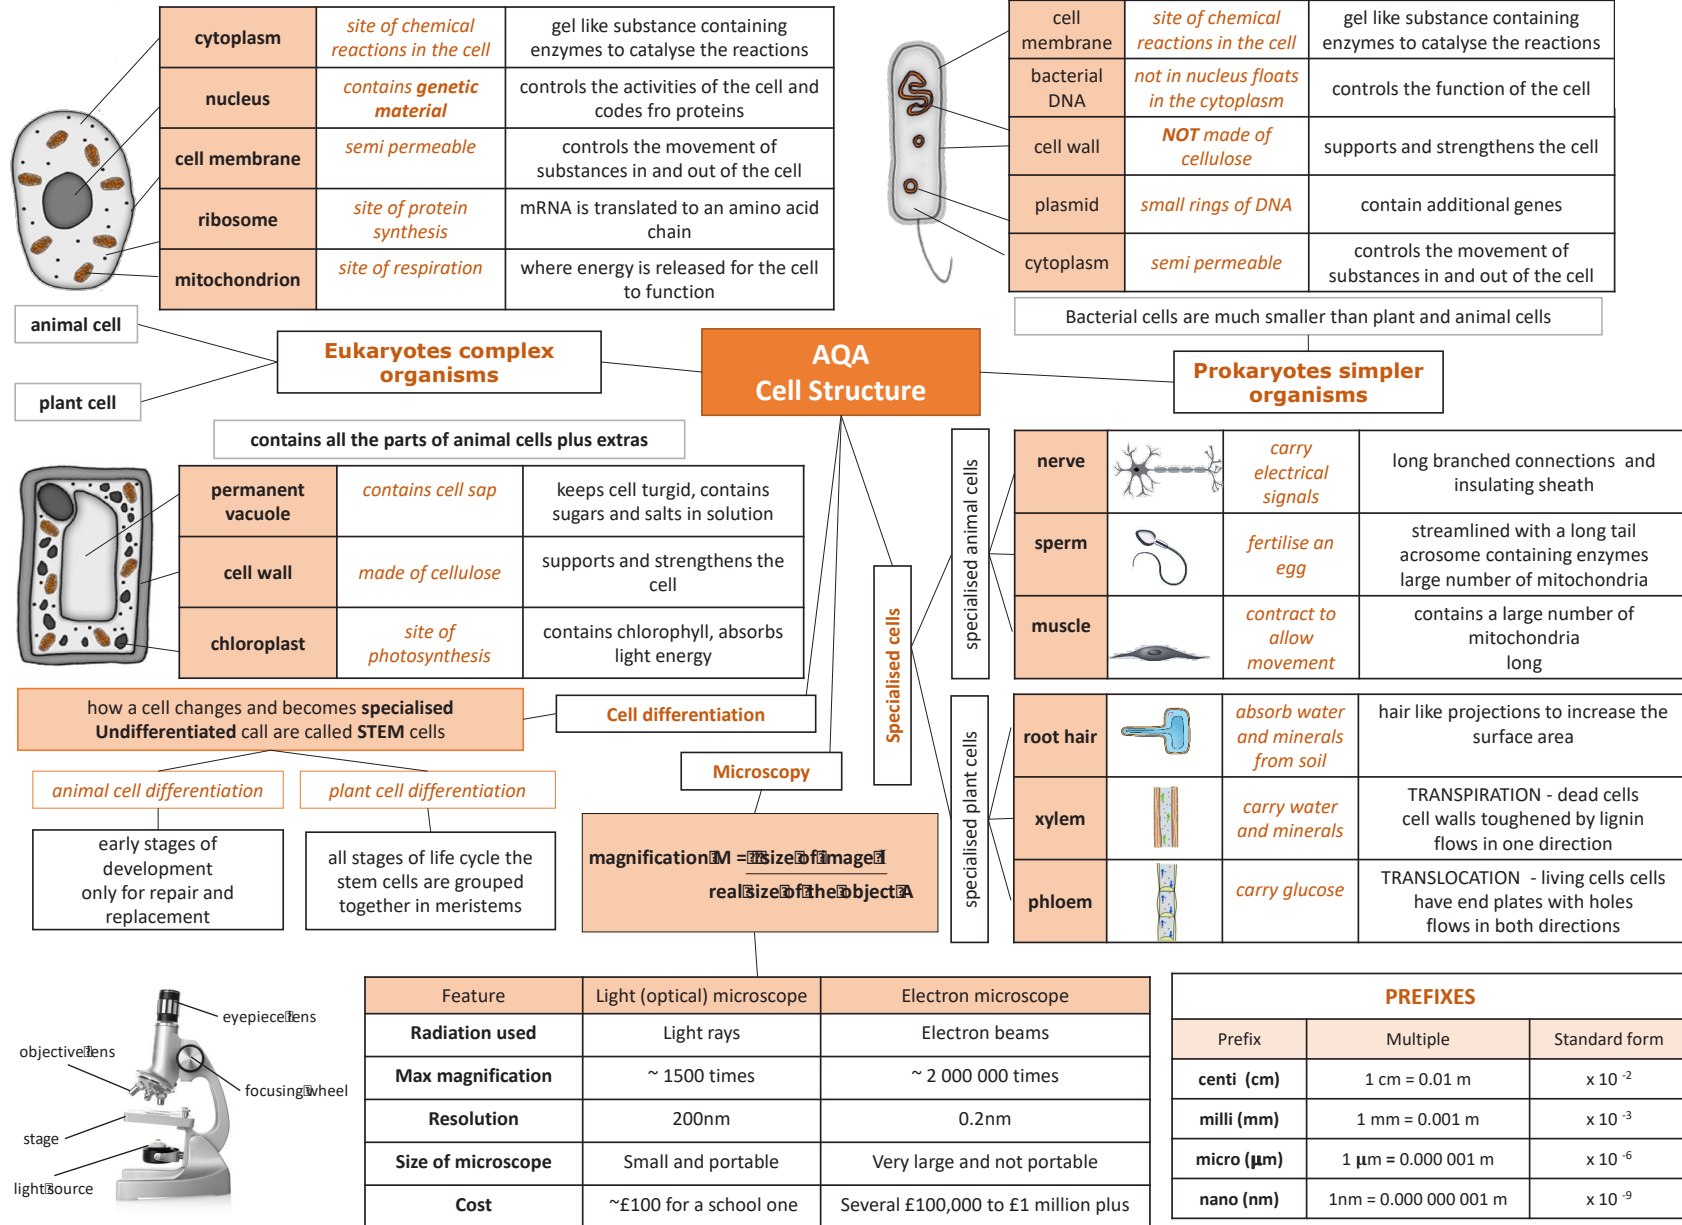 cytoplasm
site of chemical
reactions in the cell
gel like substance containing
enzymes to catalyse the reactions
nucleus
contains genetic
material
controls the activities of the cell and
codes fro proteins
cell membrane
semi permeable
controls the movement of
substances in and out of the cell
ribosome
site of protein
synthesis
mRNA is translated to an amino acid
chain
mitochondrion
site of respiration
where energy is released for the cell
to function
cell
membrane
site of chemical
reactions in the cell
gel like substance containing
enzymes to catalyse the reactions
bacterial
DNA
not in nucleus floats
in the cytoplasm
controls the function of the cell
cell wall
NOT made of
cellulose
supports and strengthens the cell
plasmid
small rings of DNA
contain additional genes
cytoplasm
semi permeable
controls the movement of
substances in and out of the cell
animal cell
plant cell
Eukaryotes complex
organisms
AQA
Cell Structure
Bacterial cells are much smaller than plant and animal cells
Prokaryotes simpler
organisms
contains all the parts of animal cells plus extras
permanent
vacuole
contains cell sap
keeps cell turgid, contains
sugars and salts in solution
cell wall
made of cellulose
supports and strengthens the
cell
chloroplast
site of
photosynthesis
contains chlorophyll, absorbs
light energy
Specialised cells
specialised animal cells
nerve
carry
electrical
signals
long branched connections and
insulating sheath
sperm
fertilise an
egg
streamlined with a long tail
acrosome containing enzymes
large number of mitochondria
muscle
contract to
allow
movement
contains a large number of
mitochondria
long
specialised plant cells
root hair
absorb water
and minerals
from soil
hair like projections to increase the
surface area
xylem
carry water
and minerals
TRANSPIRATION - dead cells
cell walls toughened by lignin
flows in one direction
phloem
carry glucose
TRANSLOCATION - living cells cells
have end plates with holes
flows in both directions
how a cell changes and becomes specialised
Undifferentiated call are called STEM cells
Cell differentiation
animal cell differentiation
plant cell differentiation
early stages of
development
only for repair and
replacement
all stages of life cycle the
stem cells are grouped
together in meristems
Microscopy
magnification M = size of image I
real size of the object A
eyepiece lens
objective lens
focusing wheel
stage
light source
Feature
Light (optical) microscope
Electron microscope
Radiation used
Light rays
Electron beams
Max magnification
~ 1500 times
~ 2 000 000 times
Resolution
200nm
0.2nm
Size of microscope
Small and portable
Very large and not portable
Cost
~£100 for a school one
Several £100,000 to £1 million plus
PREFIXES
Prefix
Multiple
Standard form
centi (cm)
1 cm = 0.01 m
x 10 -2
milli (mm)
1 mm = 0.001 m
x 10 -3
micro (μm)
1 μm = 0.000 001 m
x 10 -6
nano (nm)
1nm = 0.000 000 001 m
x 10 -9